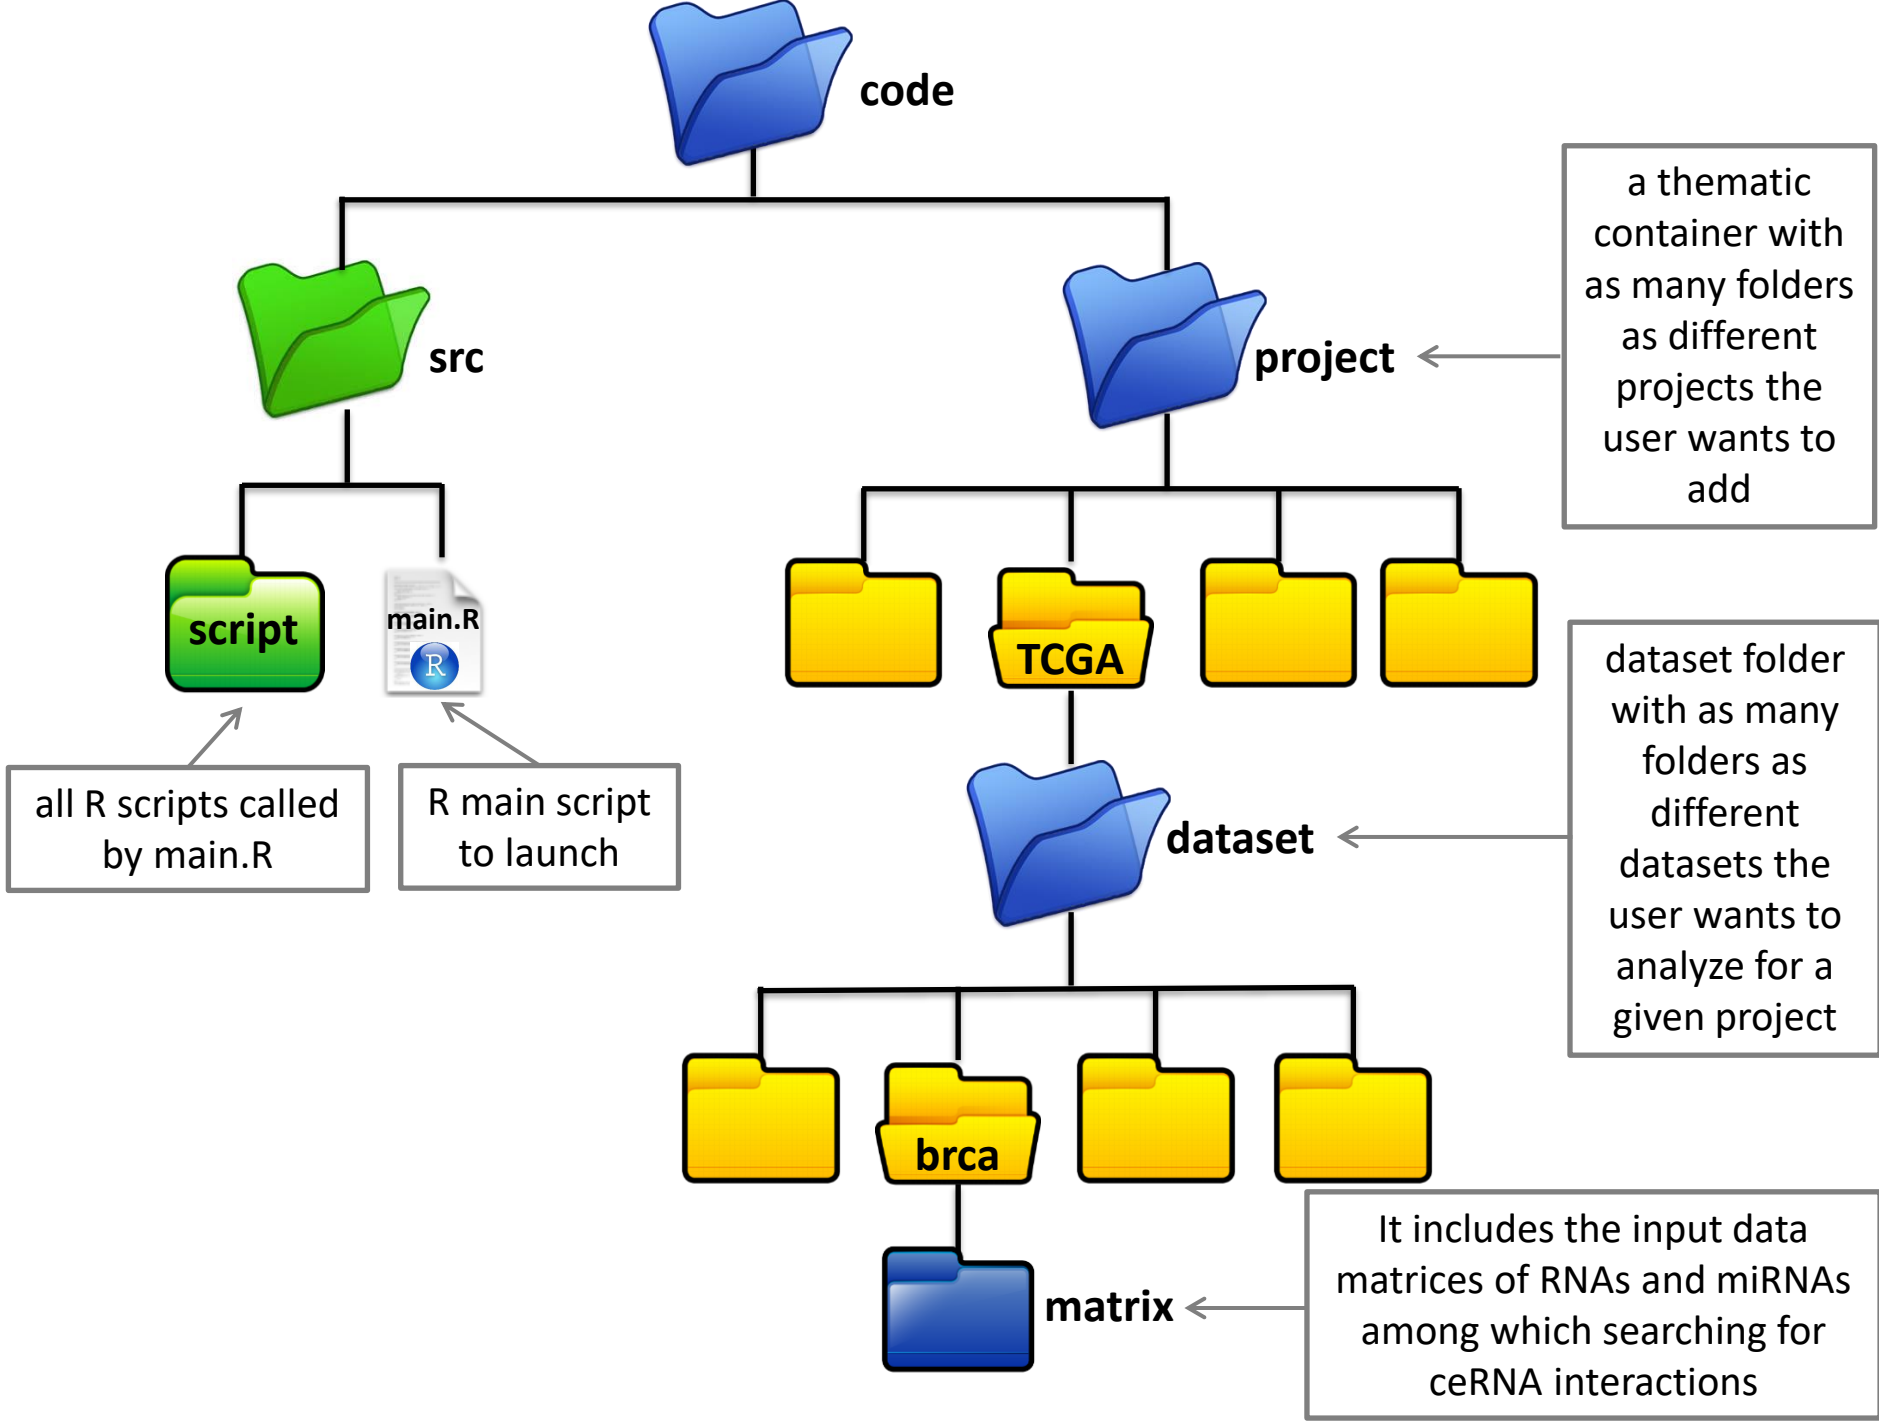 code
a thematic
container with
as many folders
as different
projects the
user wants to
add
src
project
script
main.R
R
TCGA
all R scripts called
by main.R
R main script
to launch
dataset folder
with as many
folders as
different
datasets the
user wants to
analyze for a
given project
dataset
brca
matrix
It includes the input data
matrices of RNAs and miRNAs
among which searching for
ceRNA interactions